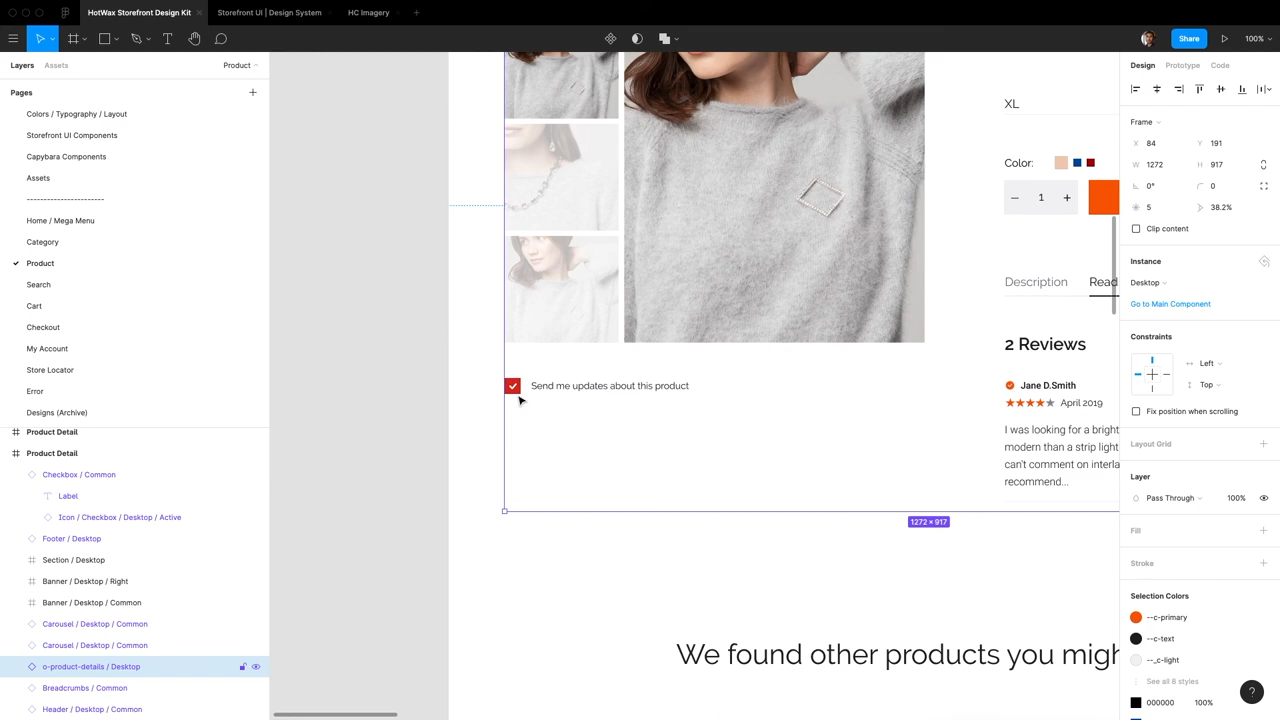 HotWax Storefront Design Kit
Storefront UI | Design System
HC Imagery
Share
100%
Layers
Assets
Product
Pages
Colors / Typography / Layout
Storefront UI Components
Capybara Components
Assets
-----------------------
Home / Mega Menu
Category
Product
Search
Cart
Checkout
My Account
Store Locator
Error
Designs (Archive)
Product Detail
Product Detail
Checkbox / Common
Label
Icon / Checkbox / Desktop / Active
Footer / Desktop
Section / Desktop
Banner / Desktop / Right
Banner / Desktop / Common
Carousel / Desktop / Common
Carousel / Desktop / Common
o-product-details / Desktop
Breadcrumbs / Common
Header / Desktop / Common
XL
Color:
1
Description
Read
2 Reviews
Jane D.Smith
April 2019
I was looking for a bright
modern than a strip light
can't comment on interla
recommend...
Send me updates about this product
1272 × 917
We found other products you migh
Design
Prototype
Code
Frame
X 84
Y 191
W 1272
H 917
0°
0
5
38.2%
Clip content
Instance
Desktop
Go to Main Component
Constraints
Left
Top
Fix position when scrolling
Layout Grid
Layer
Pass Through
100%
Fill
Stroke
Selection Colors
--c-primary
--c-text
--_c-light
See all 8 styles
000000
100%
?